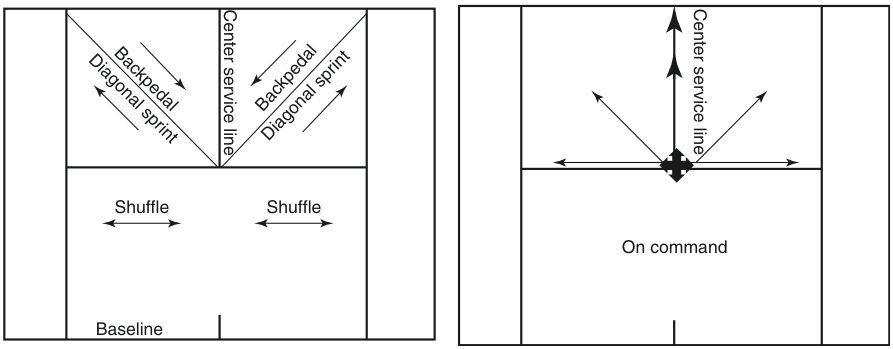 Backpedal
Diagonal sprint
Center service line
Backpedal
Diagonal sprint
Shuffle
Shuffle
Baseline
Center service line
On command